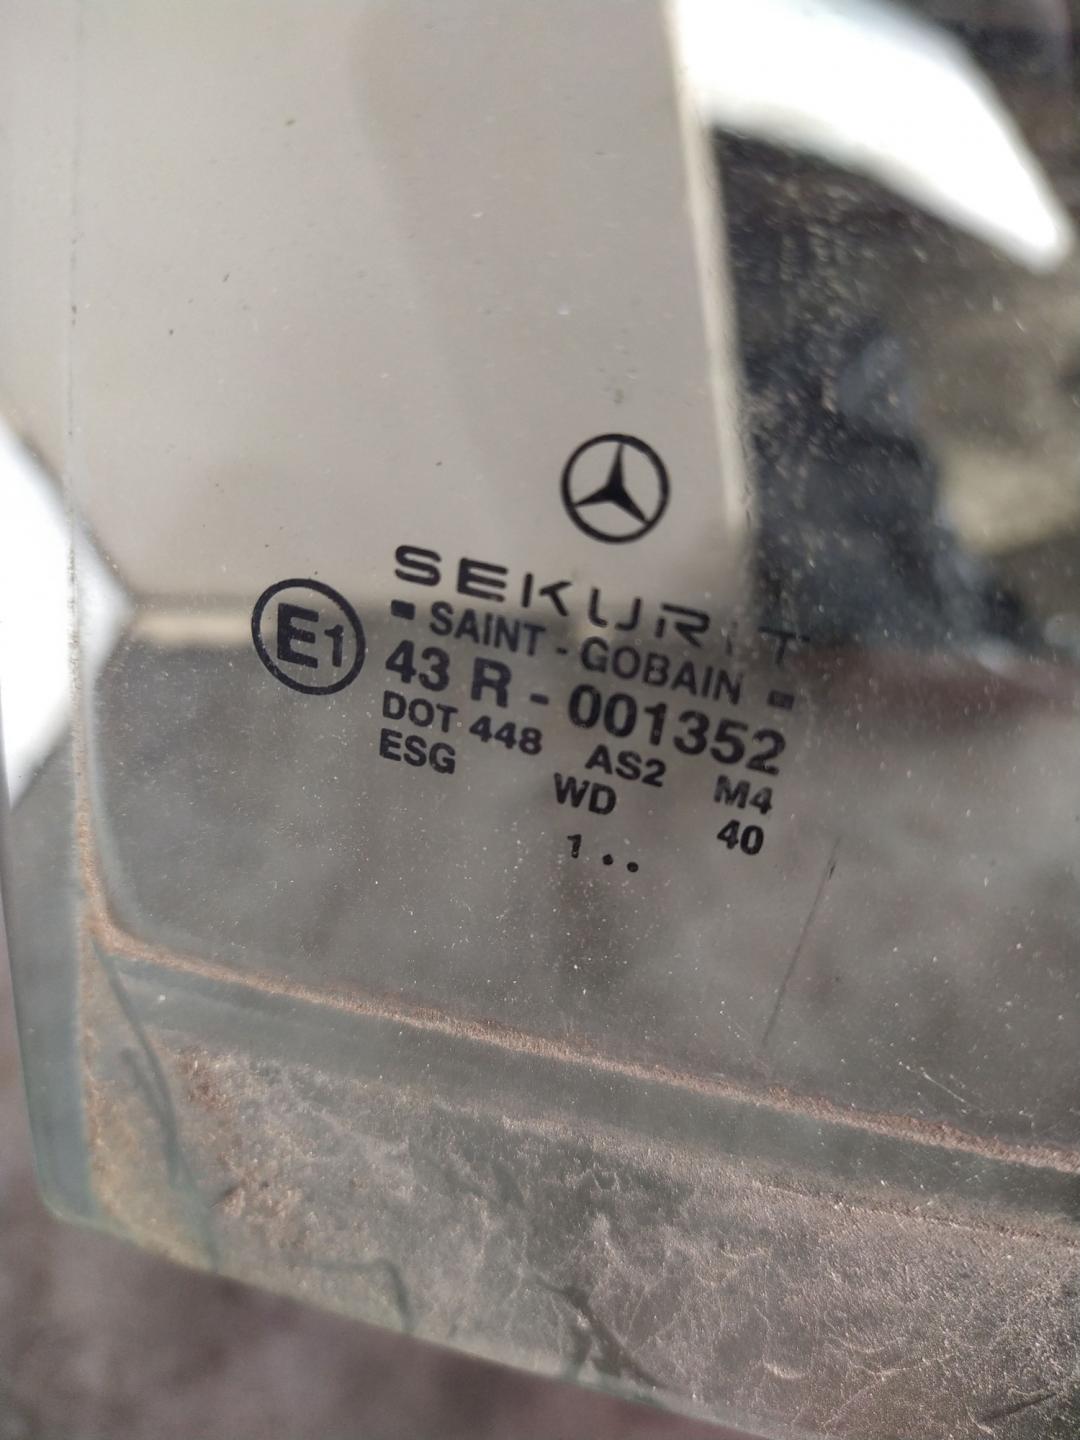 SEKURIT
- SAINT - GOBAIN -
E1 43 R - 001352
DOT 448 AS2 M4
ESG WD 40
1 . .